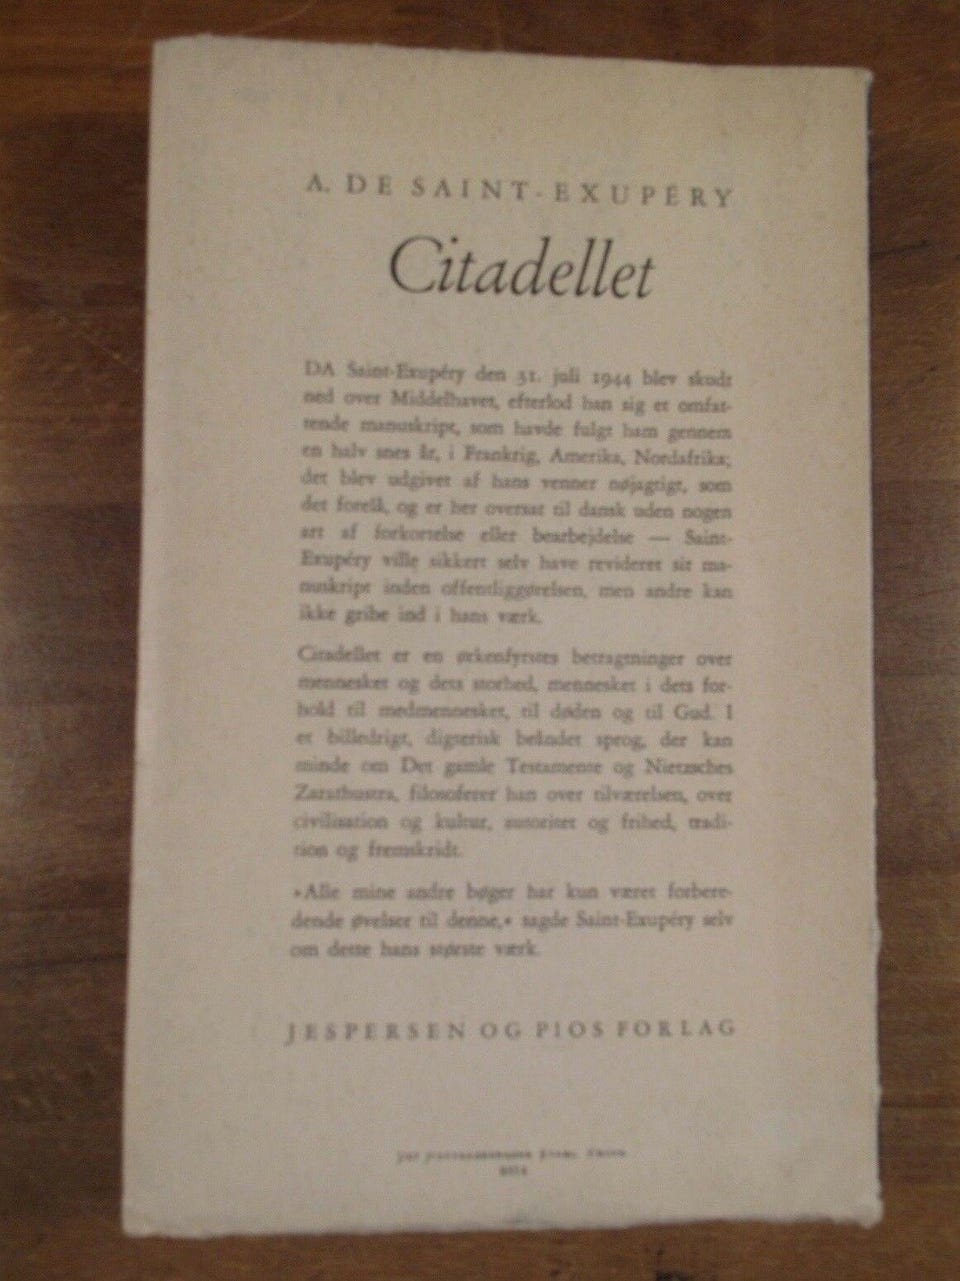 A. DE SAINT-EXUPÉRY
Citadellet
DA Saint-Exupéry den 31. juli 1944 blev skudt
ned over Middelhavet, efterlod han sig et omfat-
tende manuskript, som havde fulgt ham gennem
en halv snes år, i Frankrig, Amerika, Nordafrika;
det blev udgivet af hans venner nøjagtigt, som
det forelå, og er her oversat til dansk uden nogen
art af forkortelse eller bearbejdelse — Saint-
Exupéry ville sikkert selv have revideret sit ma-
nuskript inden offentliggørelsen, men andre kan
ikke gribe ind i hans værk.
Citadellet er en ørkenfyrstes betragtninger over
mennesket og dets storhed, mennesket i dets for-
hold til medmennesket, til døden og til Gud. I
et billedrigt, digterisk beåndet sprog, der kan
minde om Det gamle Testamente og Nietzsches
Zarathustra, filosoferer han over tilværelsen, over
civilisation og kultur, autoritet og frihed, tradi-
tion og fremskridt.
»Alle mine andre bøger har kun været forbere-
dende øvelser til denne,« sagde Saint-Exupéry selv
om dette hans største værk.
JESPERSEN OG PIOS FORLAG